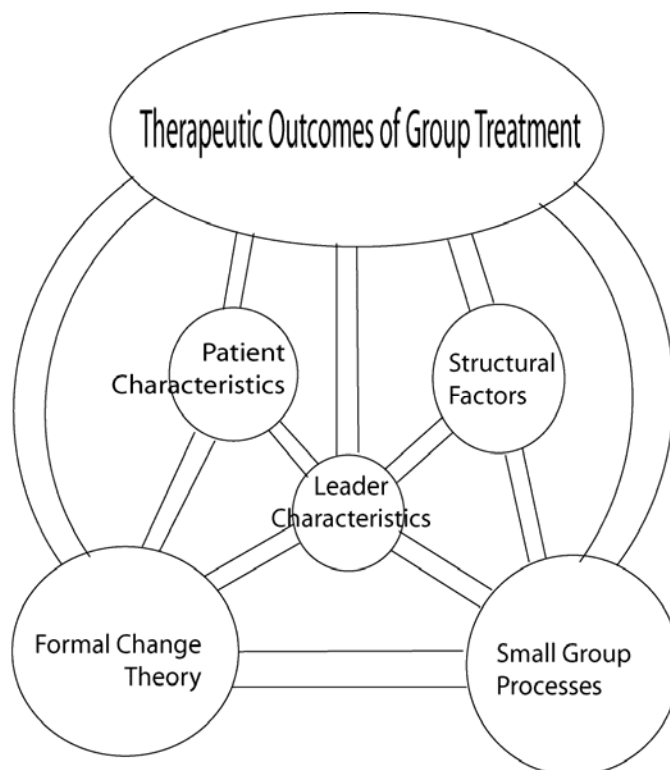 Therapeutic Outcomes of Group Treatment
Patient
Characteristics
Structural
Factors
Leader
Characteristics
Formal Change
Theory
Small Group
Processes